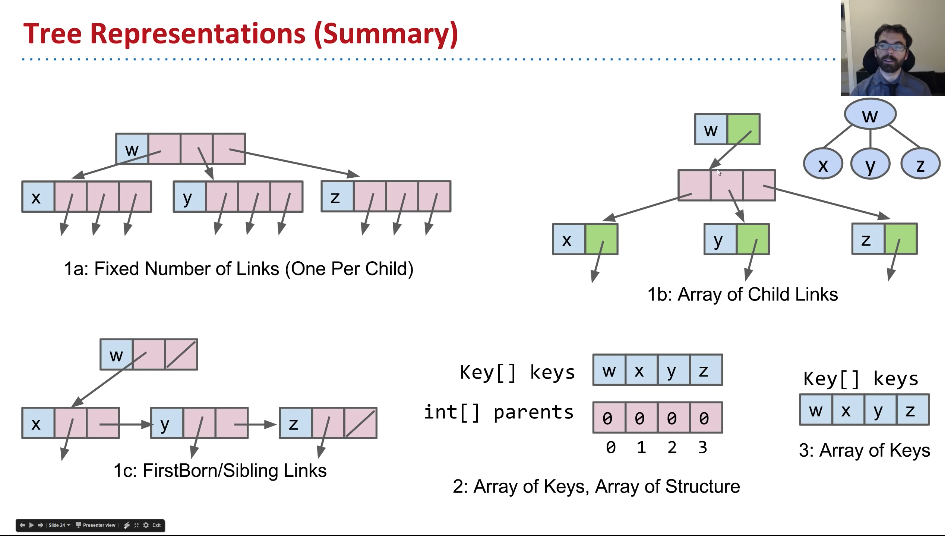 Tree Representations (Summary)
w
x
y
z
1a: Fixed Number of Links (One Per Child)
w
x
y
z
1b: Array of Child Links
w
x
y
z
w
x
y
z
1c: FirstBorn/Sibling Links
Key[] keys
w x y z
int[] parents
0 0 0 0
0 1 2 3
2: Array of Keys, Array of Structure
Key[] keys
w x y z
3: Array of Keys
Slide 24
Presenter view
Exit